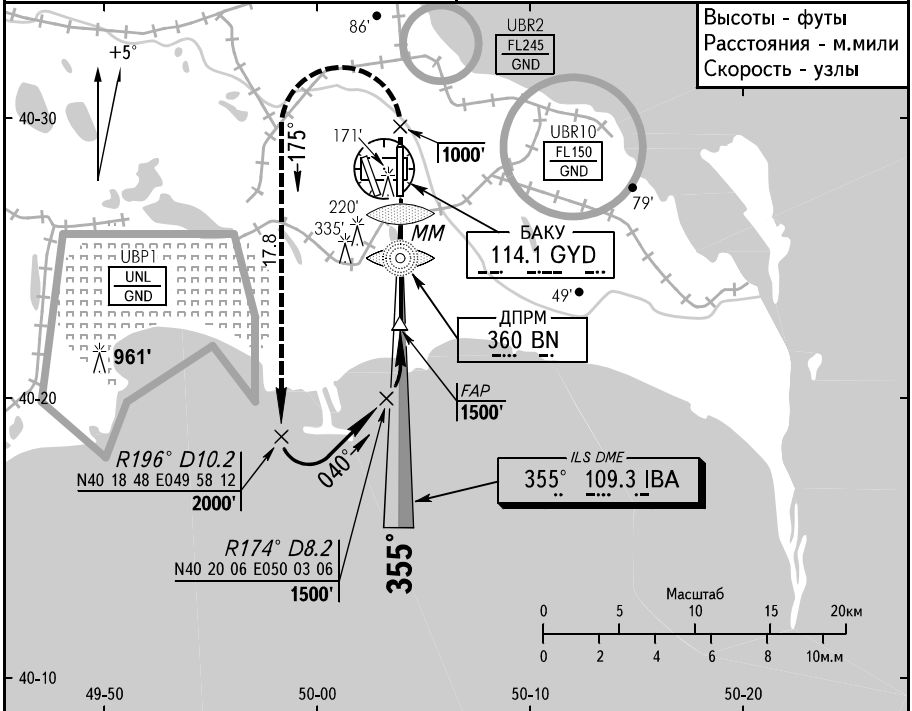 Высоты - футы
Расстояния - м.мили
Скорость - узлы
86'
UBR2
FL245
GND
+5°
40-30
175°
171'
1000'
UBR10
FL150
GND
79'
220'
335'
ММ
БАКУ
114.1 GYD
17.8
UBP1
UNL
GND
49'
ДПРМ
360 BN
961'
FAP
1500'
40-20
040°
R196° D10.2
N40 18 48 E049 58 12
2000'
ILS DME
355° 109.3 IBA
R174° D8.2
N40 20 06 E050 03 06
1500'
355°
Масштаб
0 5 10 15 20км
0 2 4 6 8 10м.м
40-10
49-50 50-00 50-10 50-20